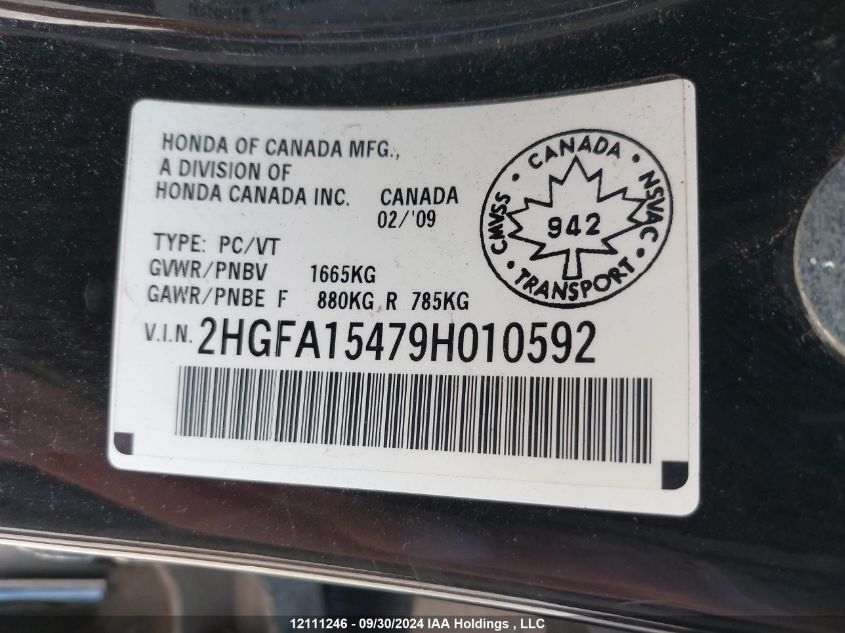 HONDA OF CANADA MFG.,
A DIVISION OF
HONDA CANADA INC. CANADA
02/'09
TYPE: PC/VT
GVWR/PNBV 1665KG
GAWR/PNBE F 880KG R 785KG
V.I.N. 2HGFA15479H010592
CANADA • NSVAC • TRANSPORT • CMVSS •
942
12111246 - 09/30/2024 IAA Holdings, LLC